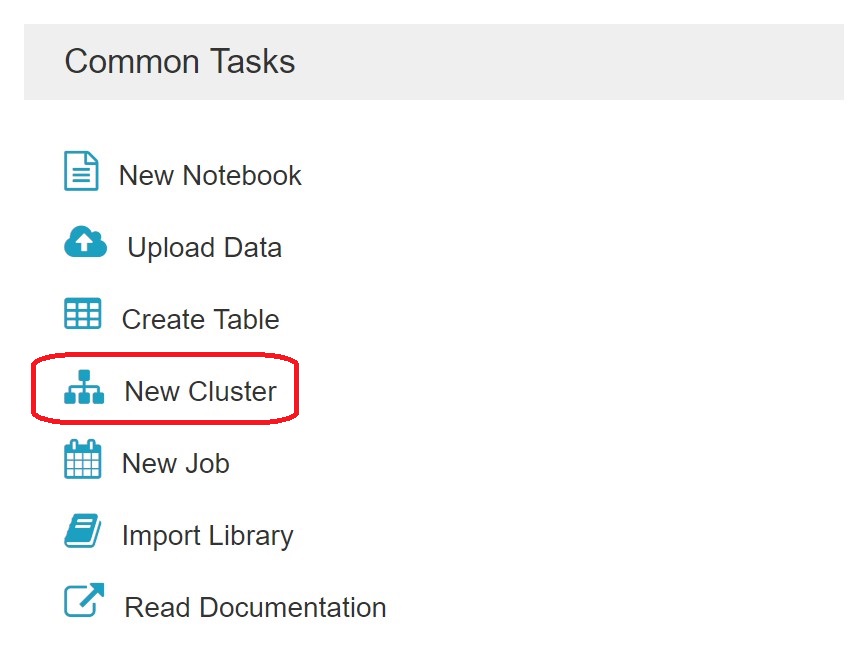 Common Tasks
New Notebook
Upload Data
Create Table
New Cluster
New Job
Import Library
Read Documentation